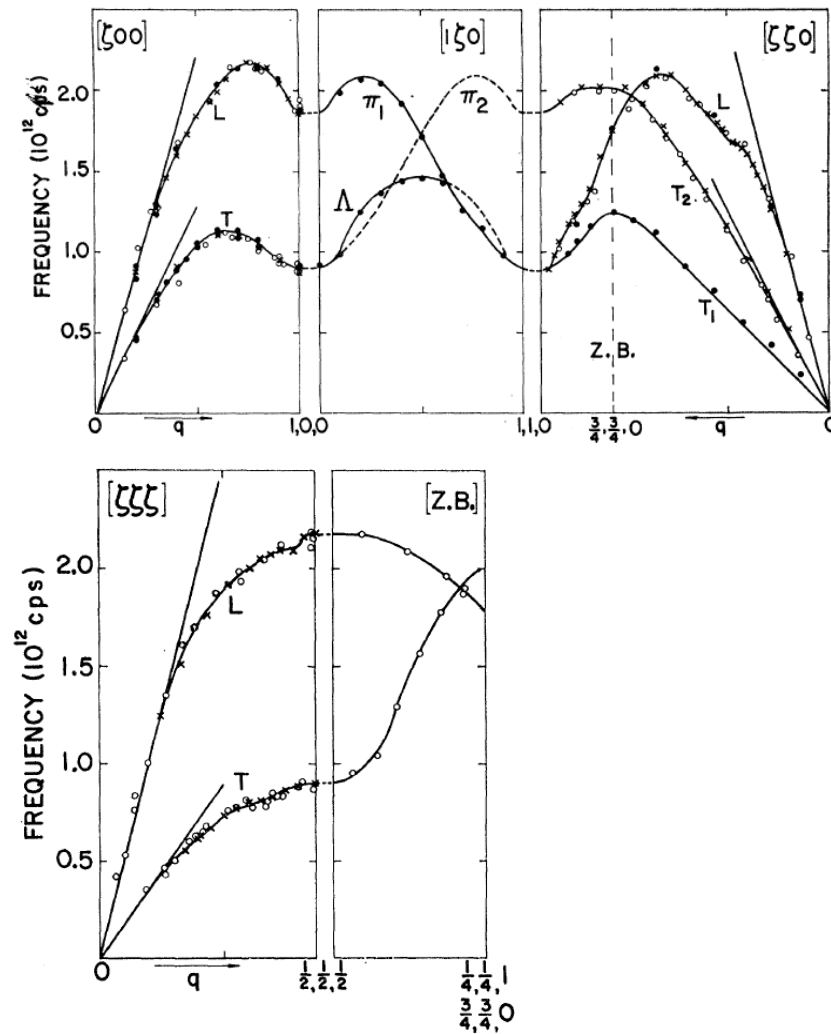 [ζ00] [1ζ0] [ζζ0]
FREQUENCY (10¹² cps)
2.0
1.5
1.0
0.5
0
L
T
π₁ π₂
Λ
L
T₂
T₁
Z.B.
0 q 1,0,0 1,1,0 3/4,3/4,0 q 0
[ζζζ] [Z.B.]
FREQUENCY (10¹² cps)
2.0
1.5
1.0
0.5
L
T
0 q 1/2,1/2,1/2 1/4,1/4,1
3/4,3/4,0